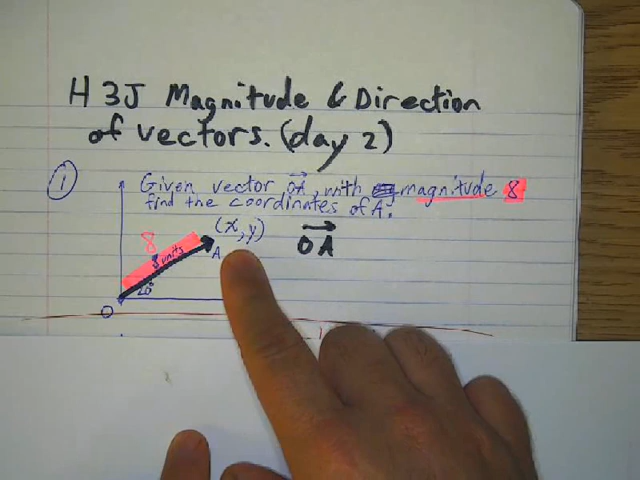 H 3J Magnitude & Direction
of vectors. (day 2)
1 Given vector OA, with magnitude 8
find the coordinates of A.
(x, y)
8
8 units
A
OA
20°
O